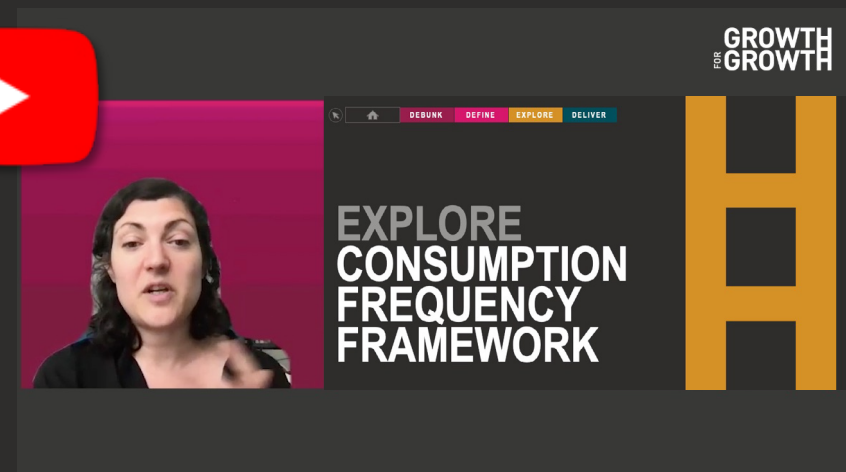 GROWTH
FOR GROWTH
DEBUNK DEFINE EXPLORE DELIVER
EXPLORE
CONSUMPTION
FREQUENCY
FRAMEWORK